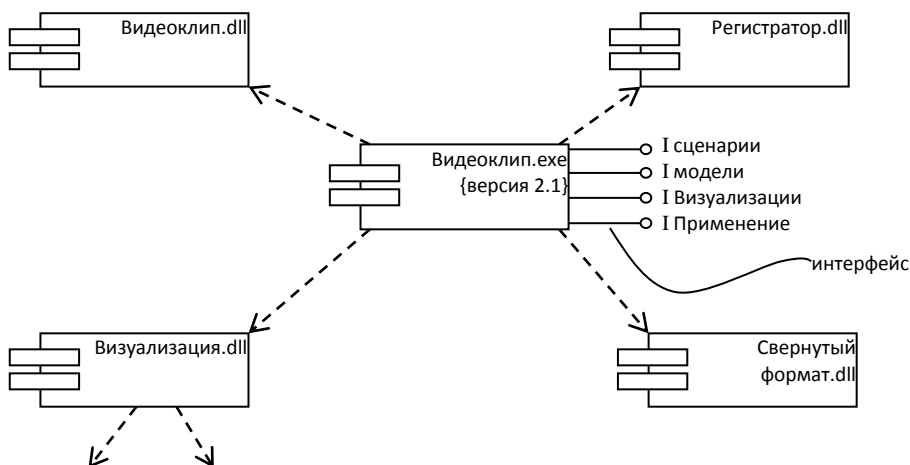 Видеоклип.dll
Регистратор.dll
Видеоклип.exe
{версия 2.1}
I сценарии
I модели
I Визуализации
I Применение
интерфейс
Визуализация.dll
Свернутый
формат.dll